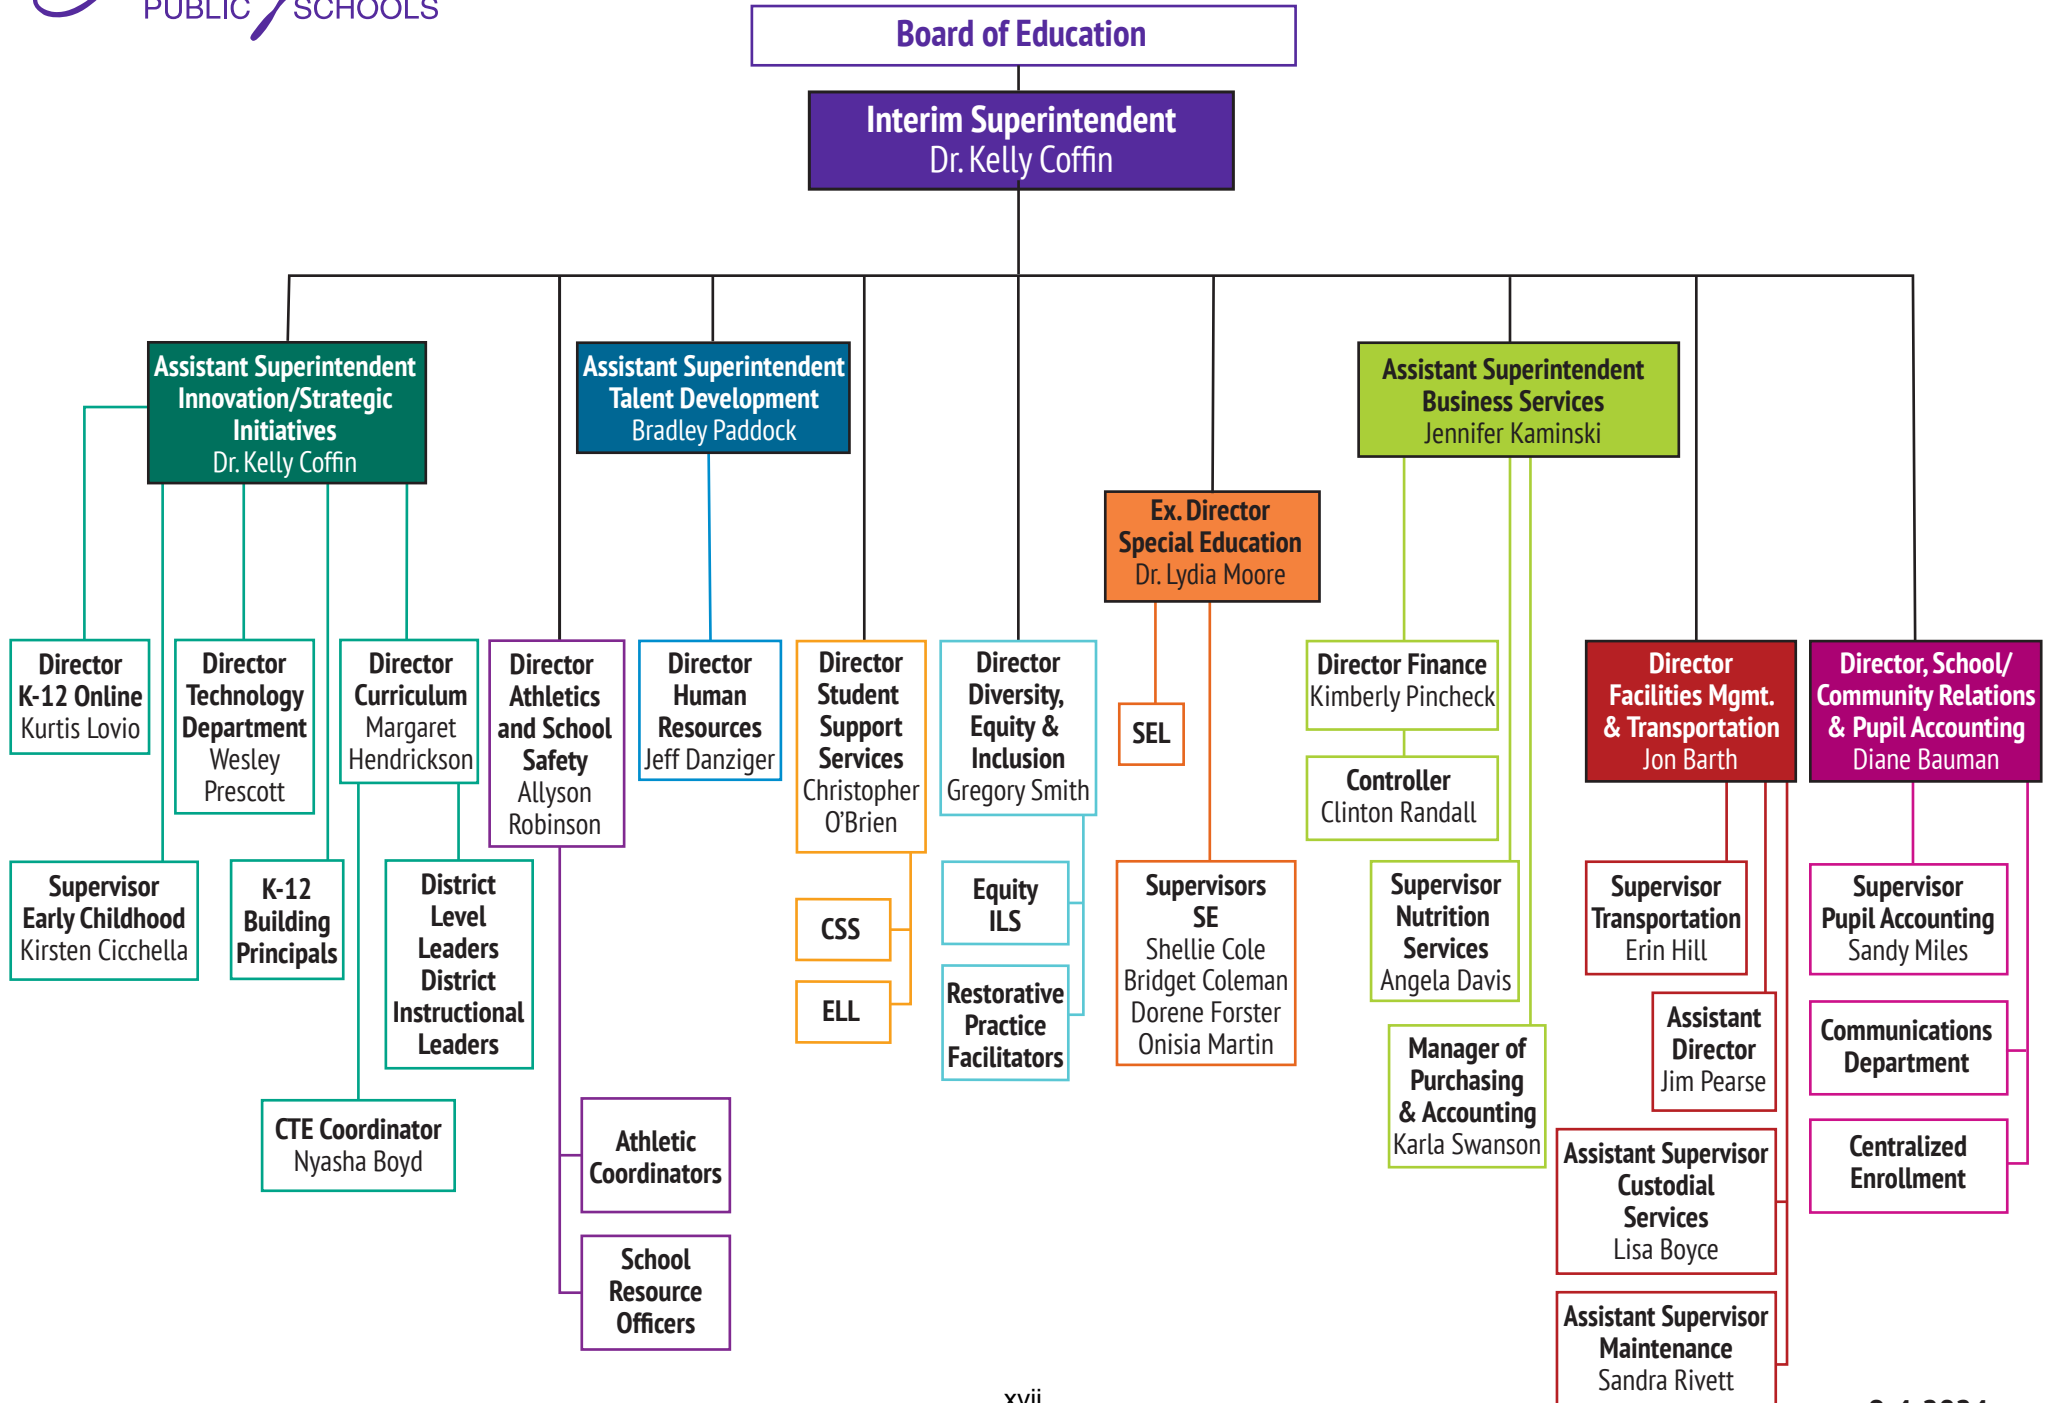 PUBLIC SCHOOLS
Board of Education
Interim Superintendent
Dr. Kelly Coffin
Assistant Superintendent
Innovation/Strategic
Initiatives
Dr. Kelly Coffin
Assistant Superintendent
Talent Development
Bradley Paddock
Assistant Superintendent
Business Services
Jennifer Kaminski
Ex. Director
Special Education
Dr. Lydia Moore
Director
K-12 Online
Kurtis Lovio
Director
Technology
Department
Wesley
Prescott
Director
Curriculum
Margaret
Hendrickson
Director
Athletics
and School
Safety
Allyson
Robinson
Director
Human
Resources
Jeff Danziger
Director
Student
Support
Services
Christopher
O’Brien
Director
Diversity,
Equity &
Inclusion
Gregory Smith
SEL
Director Finance
Kimberly Pincheck
Controller
Clinton Randall
Director
Facilities Mgmt.
& Transportation
Jon Barth
Director, School/
Community Relations
& Pupil Accounting
Diane Bauman
Supervisor
Early Childhood
Kirsten Cicchella
K-12
Building
Principals
District
Level
Leaders
District
Instructional
Leaders
CSS
ELL
Equity
ILS
Restorative
Practice
Facilitators
Supervisors
SE
Shellie Cole
Bridget Coleman
Dorene Forster
Onisia Martin
Supervisor
Nutrition
Services
Angela Davis
Manager of
Purchasing
& Accounting
Karla Swanson
Supervisor
Transportation
Erin Hill
Assistant
Director
Jim Pearse
Assistant Supervisor
Custodial
Services
Lisa Boyce
Assistant Supervisor
Maintenance
Sandra Rivett
Supervisor
Pupil Accounting
Sandy Miles
Communications
Department
Centralized
Enrollment
CTE Coordinator
Nyasha Boyd
Athletic
Coordinators
School
Resource
Officers
xvii